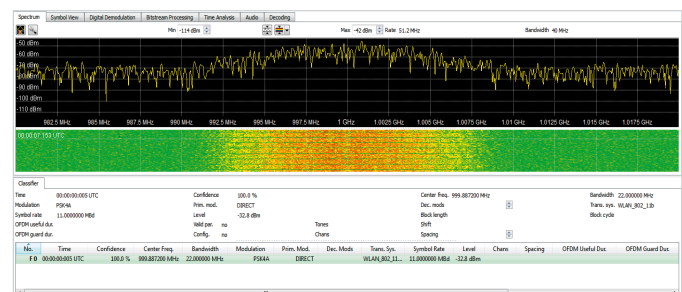 Spectrum Symbol View Digital Demodulation Bitstream Processing Time Analysis Audio Decoding
Min -114 dBm Max -42 dBm Rate 51.2 MHz Bandwidth 40 MHz
-50 dBm
-60 dBm
-70 dBm
-80 dBm
-90 dBm
-100 dBm
-110 dBm
982.5 MHz 985 MHz 987.5 MHz 990 MHz 992.5 MHz 995 MHz 997.5 MHz 1 GHz 1.0025 GHz 1.005 GHz 1.0075 GHz 1.01 GHz 1.0125 GHz 1.015 GHz 1.0175 GHz
00:00:07.153 UTC
Classifier
Time 00:00:00:005 UTC Confidence 100.0 % Center freq. 999.887200 MHz Bandwidth 22.000000 MHz
Modulation PSK4A Prim. mod. DIRECT Dec. mode Trans. sys. WLAN_802_11b
Symbol rate 11.0000000 MBd Level -32.8 dBm Block length Block cycle
OFDM useful dur. Valid par. no Tones Shift
OFDM guard dur. Config. no Chans Spacing
No. Time Confidence Center Freq. Bandwidth Modulation Prim. Mod. Dec. Mods Trans. Sys. Symbol Rate Level Chans Spacing OFDM Useful Dur. OFDM Guard Dur.
F 0 00:00:00:005 UTC 100.0 % 999.887200 MHz 22.000000 MHz PSK4A DIRECT WLAN_802_11... 11.0000000 MBd -32.8 dBm